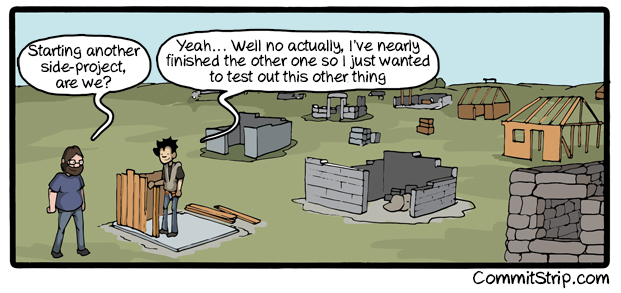 Starting another
side-project,
are we?
Yeah... Well no actually, I've nearly
finished the other one so I just wanted
to test out this other thing
CommitStrip.com